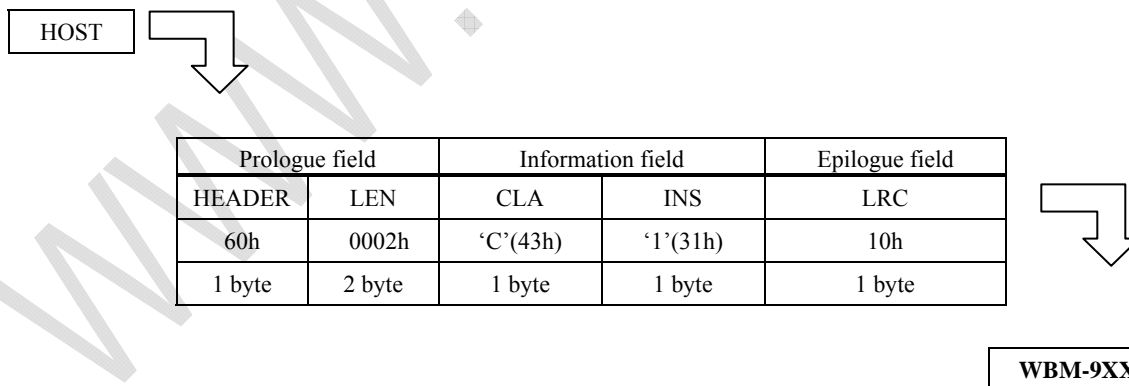 HOST
Prologue field Information field Epilogue field
HEADER LEN CLA INS LRC
60h 0002h ‘C’(43h) ‘1’(31h) 10h
1 byte 2 byte 1 byte 1 byte 1 byte
WBM-9XX